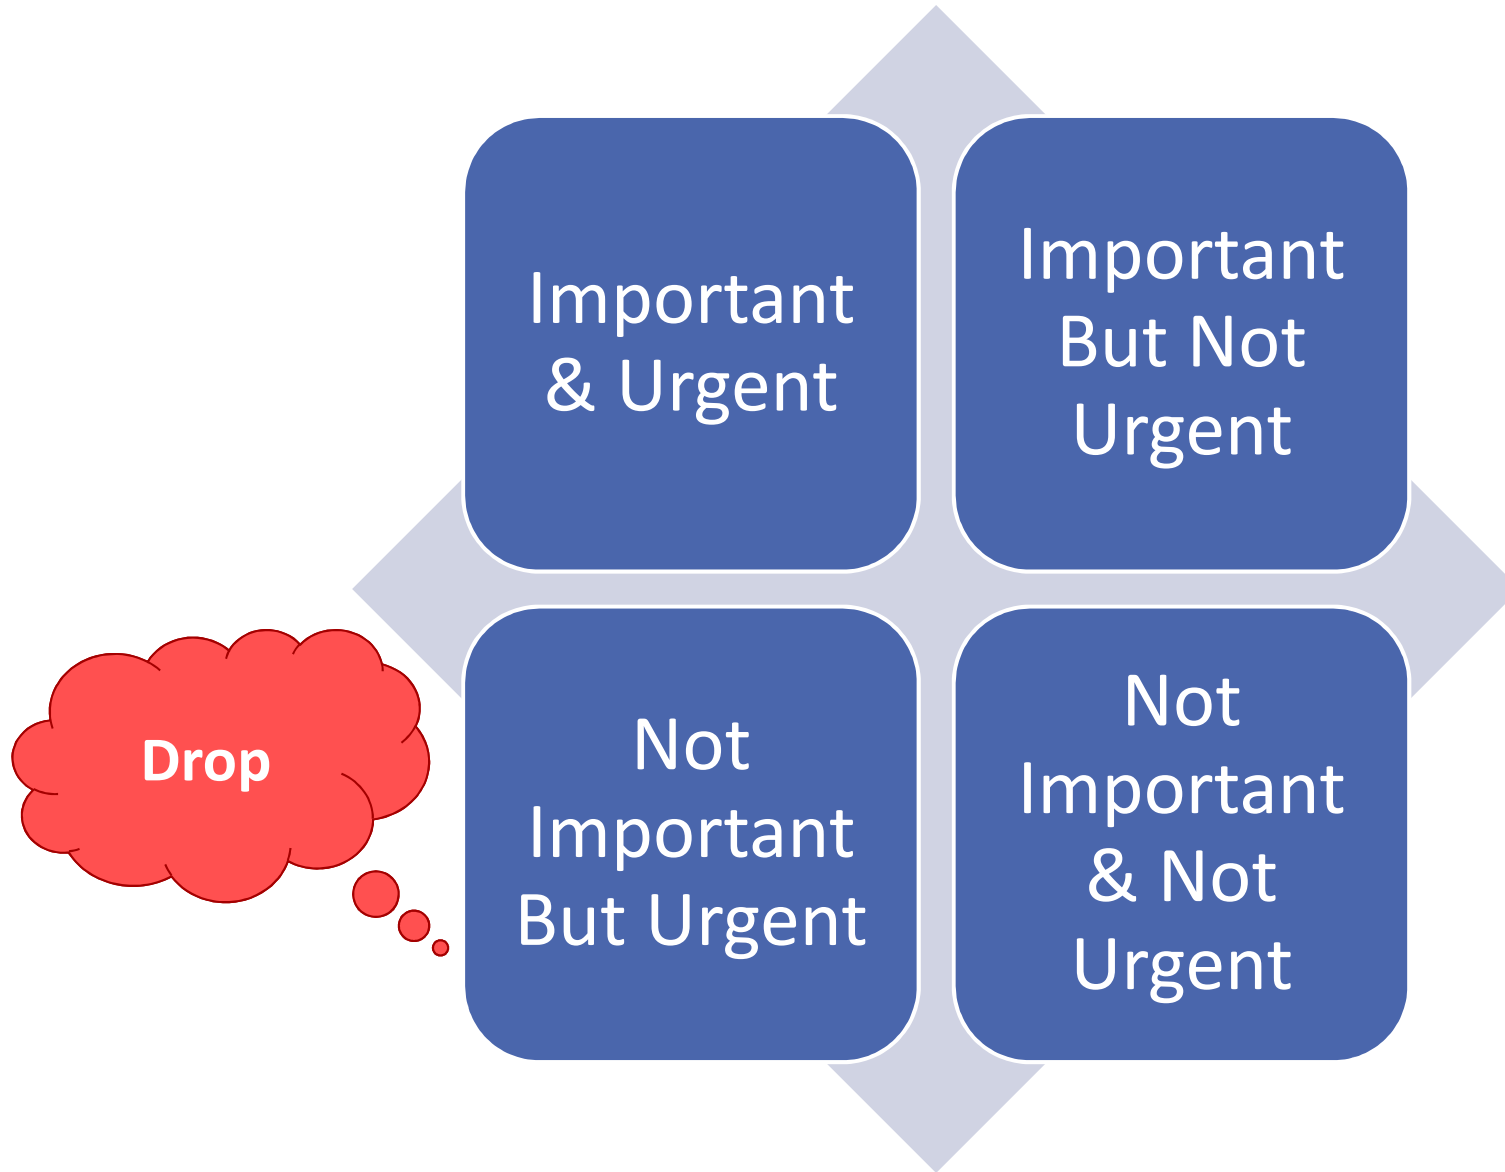 Important
& Urgent
Important
But Not
Urgent
Drop
Not
Important
But Urgent
Not
Important
& Not
Urgent